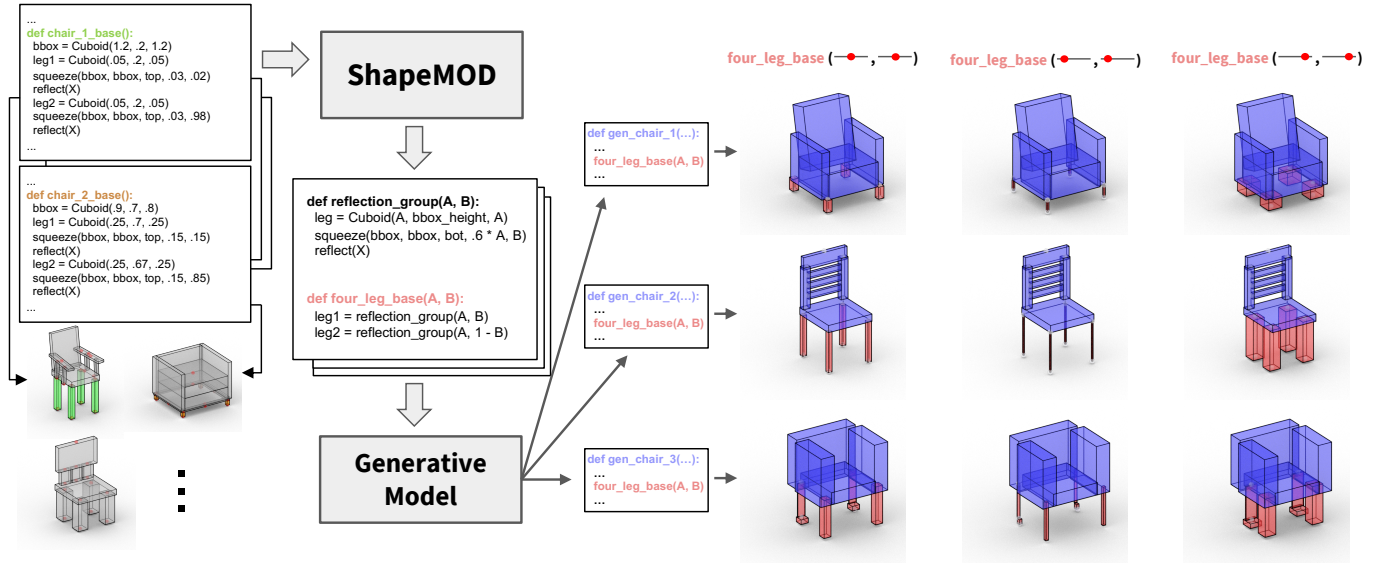 ...
def chair_1_base():
bbox = Cuboid(1.2, .2, 1.2)
leg1 = Cuboid(.05, .2, .05)
squeeze(bbox, bbox, top, .03, .02)
reflect(X)
leg2 = Cuboid(.05, .2, .05)
squeeze(bbox, bbox, top, .03, .98)
reflect(X)
...
...
def chair_2_base():
bbox = Cuboid(.9, .7, .8)
leg1 = Cuboid(.25, .7, .25)
squeeze(bbox, bbox, top, .15, .15)
reflect(X)
leg2 = Cuboid(.25, .67, .25)
squeeze(bbox, bbox, top, .15, .85)
reflect(X)
...
ShapeMOD
def reflection_group(A, B):
leg = Cuboid(A, bbox_height, A)
squeeze(bbox, bbox, bot, .6 * A, B)
reflect(X)
def four_leg_base(A, B):
leg1 = reflection_group(A, B)
leg2 = reflection_group(A, 1 - B)
Generative
Model
def gen_chair_1(...):
...
four_leg_base(A, B)
...
def gen_chair_2(...):
...
four_leg_base(A, B)
...
def gen_chair_3(...):
...
four_leg_base(A, B)
...
four_leg_base ( , )
four_leg_base ( , )
four_leg_base ( , )